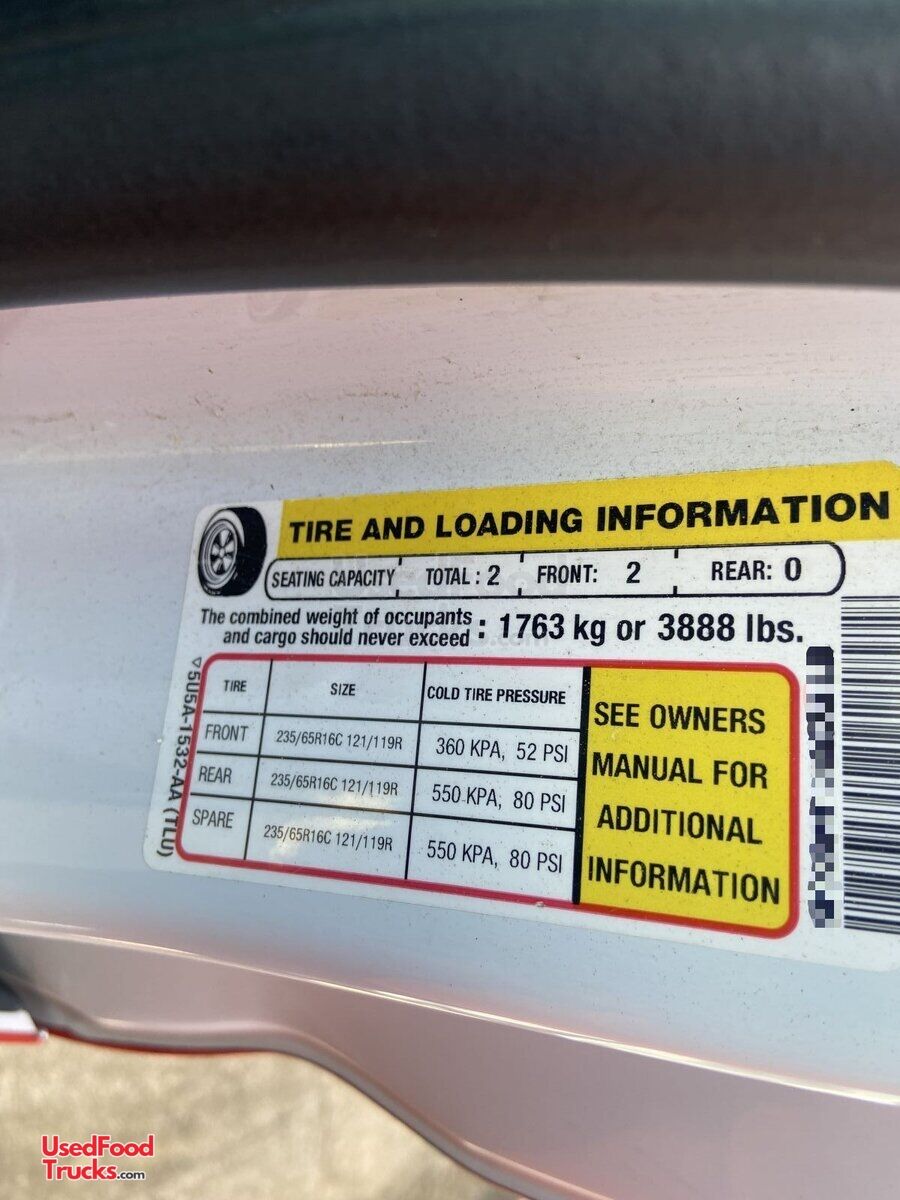 TIRE AND LOADING INFORMATION
SEATING CAPACITY TOTAL : 2 FRONT: 2 REAR: 0
The combined weight of occupants
and cargo should never exceed : 1763 kg or 3888 lbs.
TIRE SIZE COLD TIRE PRESSURE
FRONT 235/65R16C 121/119R 360 KPA, 52 PSI
REAR 235/65R16C 121/119R 550 KPA, 80 PSI
SPARE 235/65R16C 121/119R 550 KPA, 80 PSI
SEE OWNERS
MANUAL FOR
ADDITIONAL
INFORMATION
5U5A-1532-AA (TLU)
UsedFood
Trucks.com